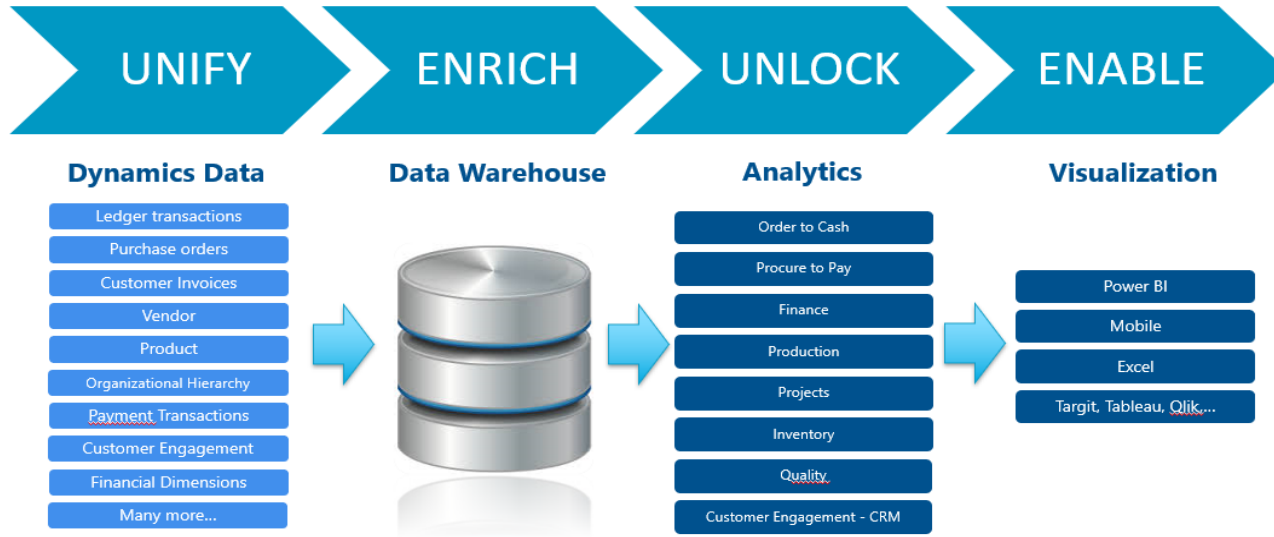 UNIFY
ENRICH
UNLOCK
ENABLE
Dynamics Data
Ledger transactions
Purchase orders
Customer Invoices
Vendor
Product
Organizational Hierarchy
Payment Transactions
Customer Engagement
Financial Dimensions
Many more...
Data Warehouse
Analytics
Order to Cash
Procure to Pay
Finance
Production
Projects
Inventory
Quality
Customer Engagement - CRM
Visualization
Power BI
Mobile
Excel
Targit, Tableau, Qlik,...